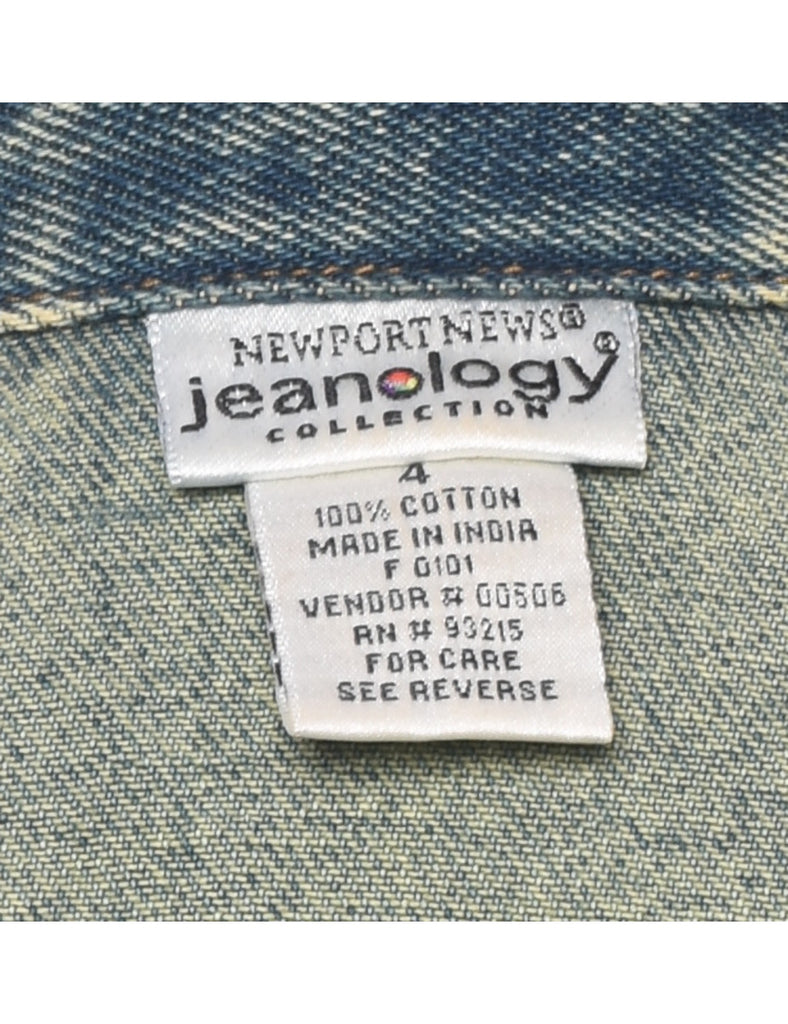 NEWPORT NEWS®
jeanology®
COLLECTION
4
100% COTTON
MADE IN INDIA
F 0101
VENDOR # 00506
RN # 93215
FOR CARE
SEE REVERSE